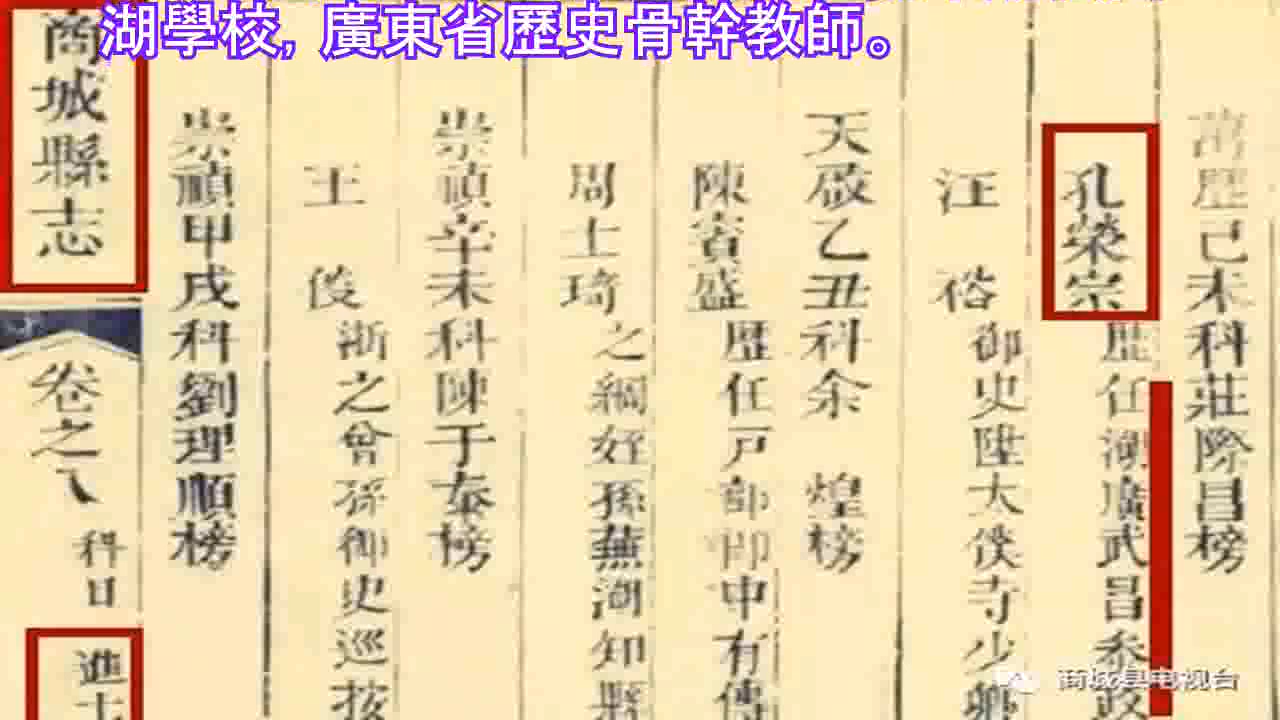 湖學校, 廣東省歷史骨幹教師。
萬歷己未科莊際昌榜
孔榮宗 歷任湖廣武昌叅政
汪裕 御史陞太僕寺少卿
天啟乙丑科余煌榜
陳賓盛 歷任戸部郎中有傳
周士琦 之綱姪孫蕪湖知縣
崇禎辛未科陳于泰榜
王俊 浙之曾孫御史巡按
崇禎甲戌科劉理順榜
商城縣志
卷之八
科目
進士
商城县电视台